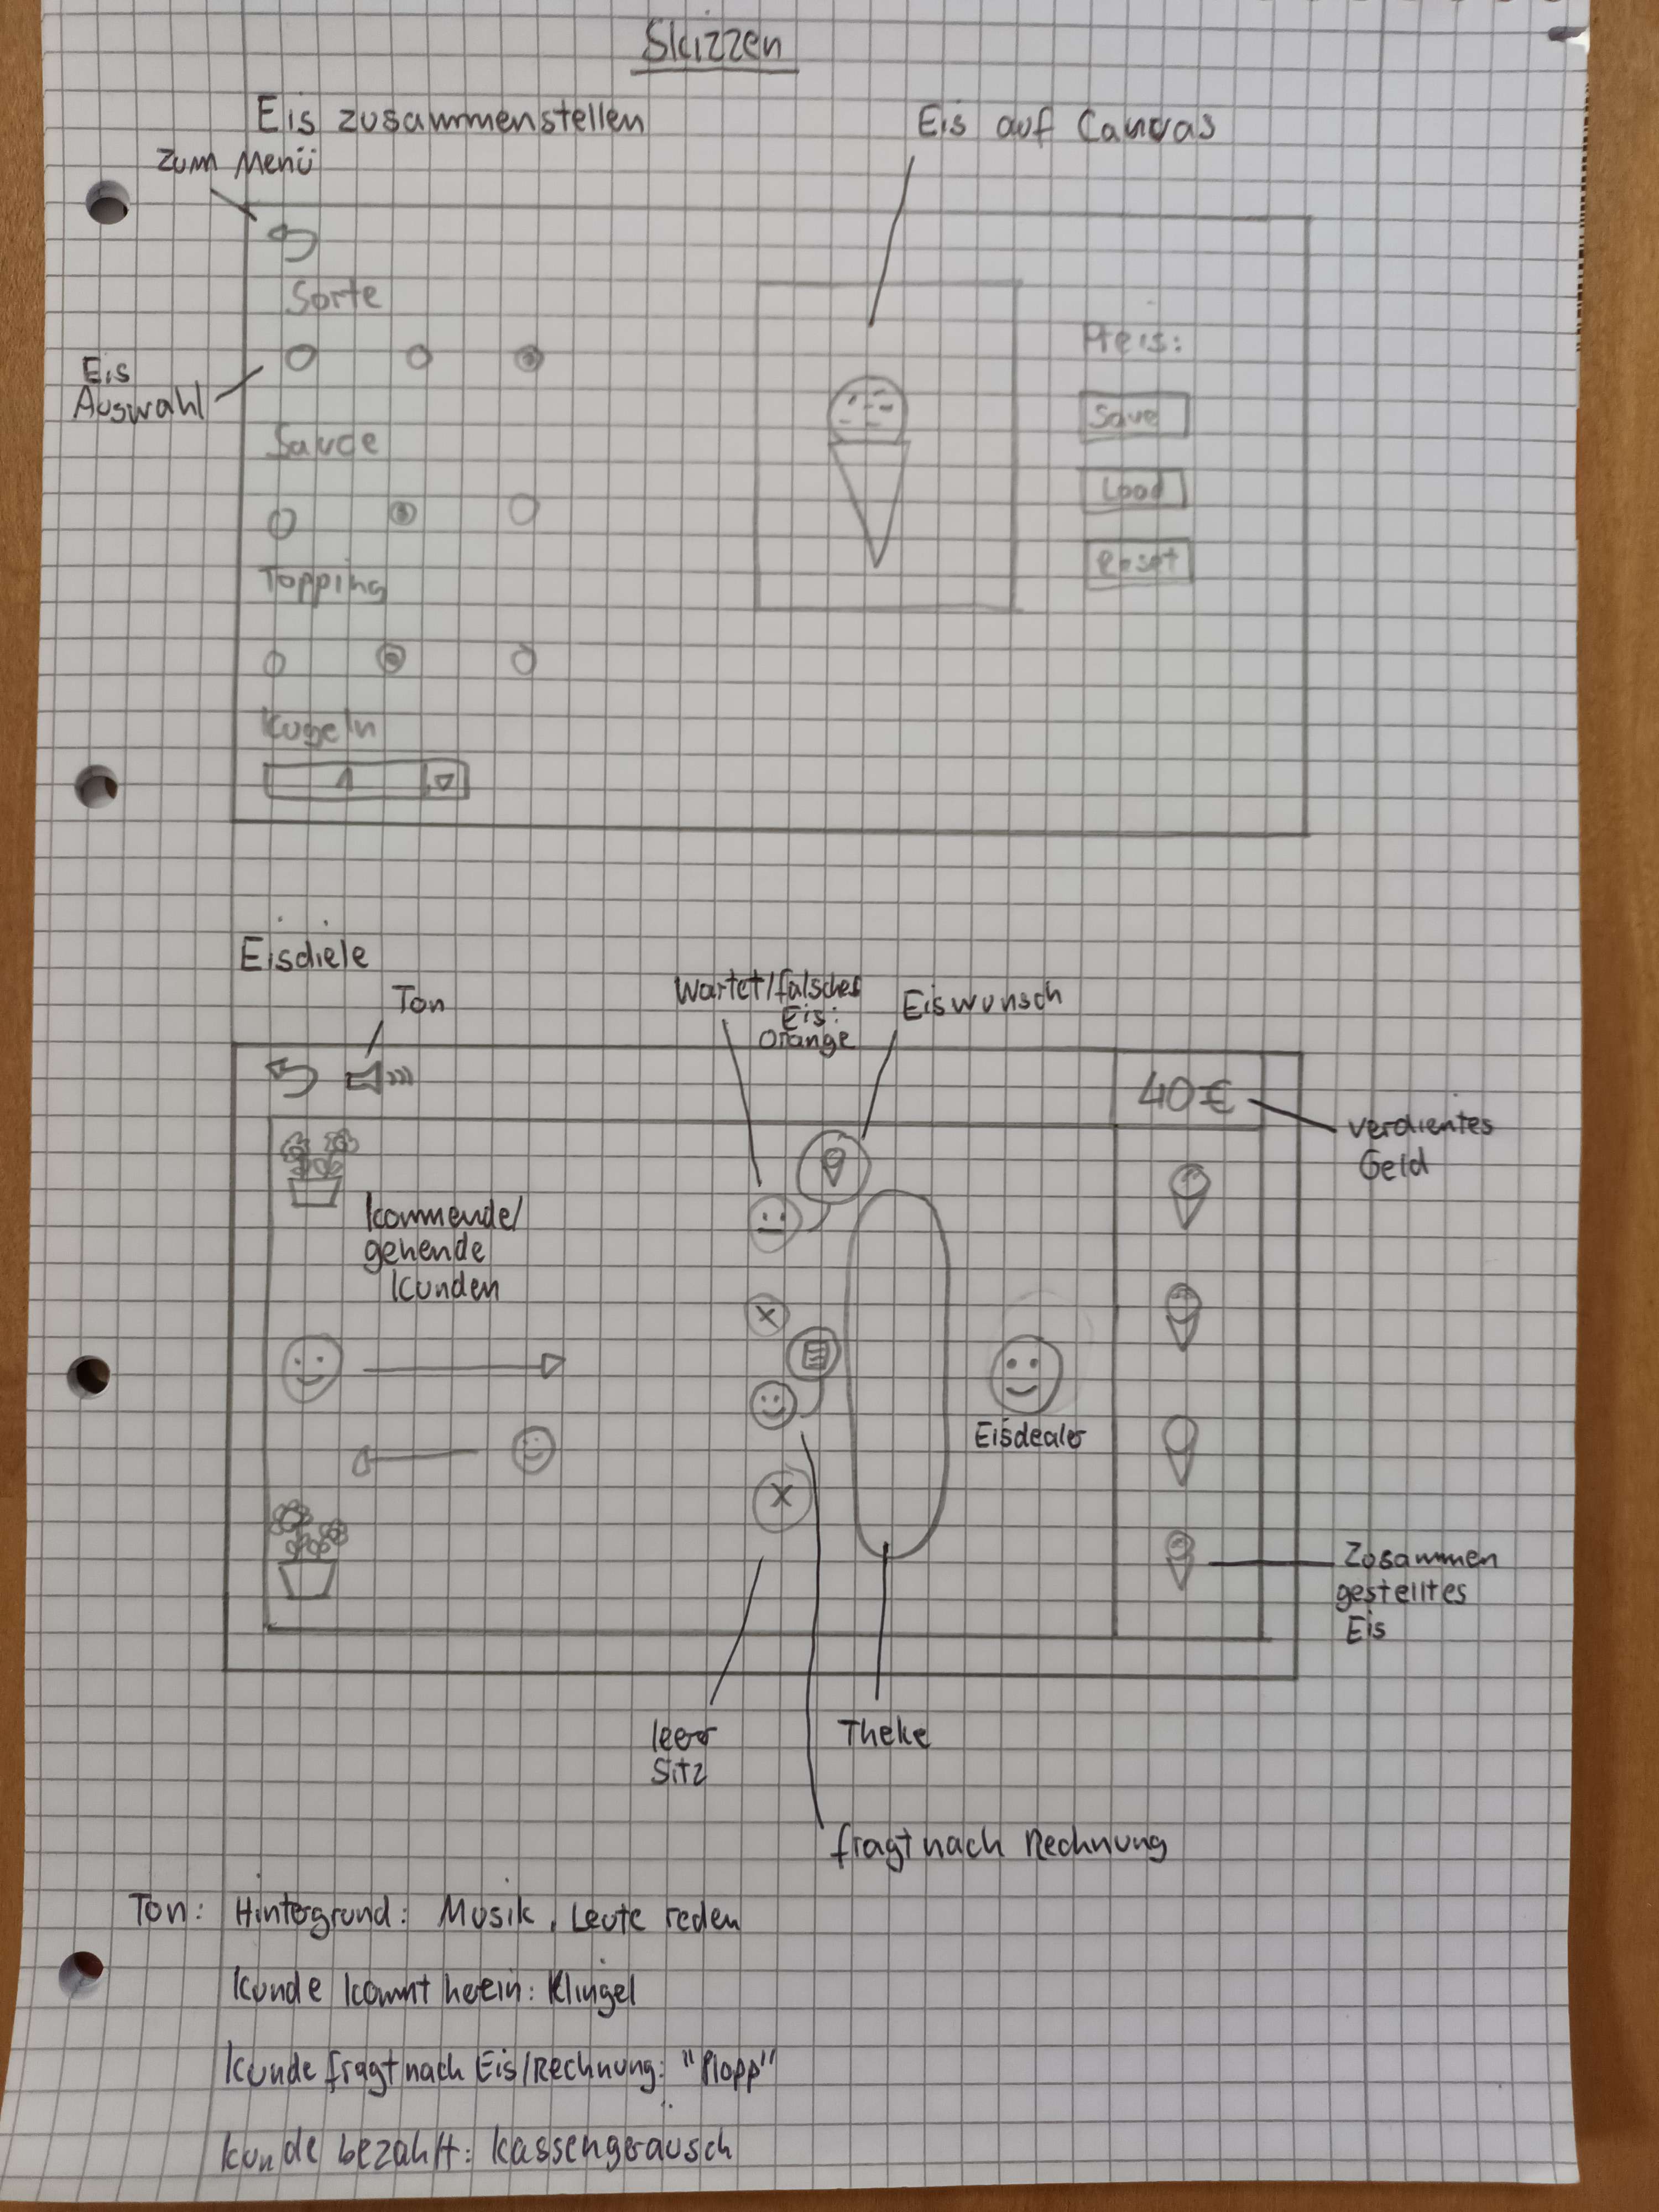 Skizzen
Eis zusammenstellen
Eis auf Canvas
zum Menü
Sorte
Eis
Auswahl
Preis:
Save
Sauce
Load
Topping
Reset
Kugeln
1
Eisdiele
Ton
wartet/falsches
Eis:
orange
Eiswunsch
40€
verdientes
Geld
kommende/
gehende
Kunden
Eisdealer
Zusammen
gestelltes
Eis
leer
Sitz
Theke
fragt nach Rechnung
Ton: Hintergrund: Musik, Leute reden
Kunde kommt herein: Klingel
Kunde fragt nach Eis/Rechnung: "Plopp"
Kunde bezahlt: Kassengeräusch